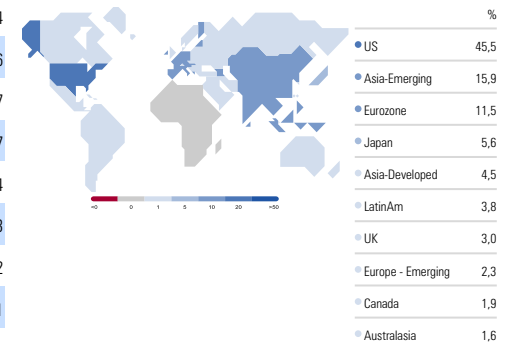 %
US 45,5
Asia-Emerging 15,9
Eurozone 11,5
Japan 5,6
Asia-Developed 4,5
LatinAm 3,8
UK 3,0
Europe - Emerging 2,3
Canada 1,9
Australasia 1,6
<0 0 1 5 10 20 >50